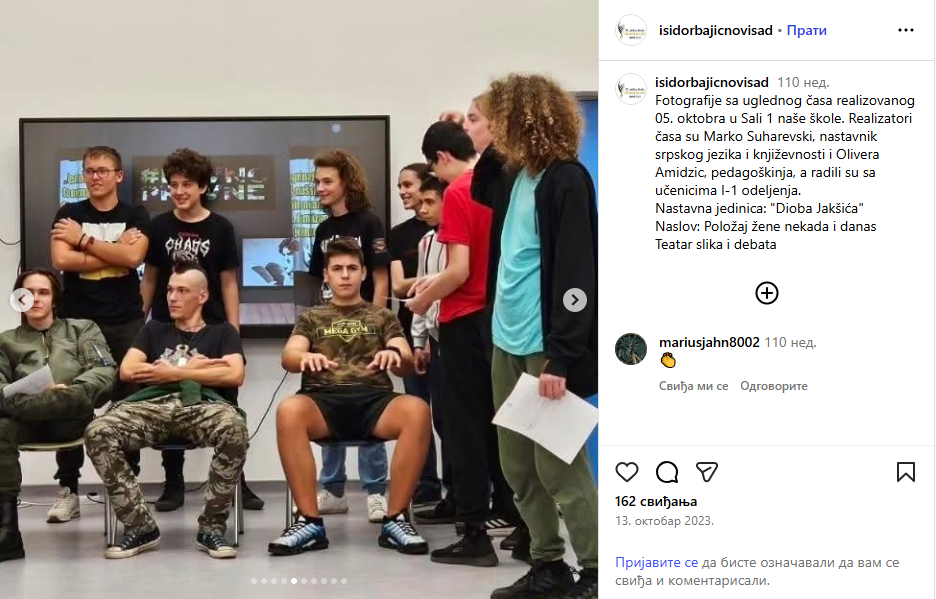 CHAOS
MEGA GYM
isidorbajicnovisad • Прати
isidorbajicnovisad 110 нед.
Fotografije sa uglednog časa realizovanog
05. oktobra u Sali 1 naše škole. Realizatori
časa su Marko Suharevski, nastavnik
srpskog jezika i književnosti i Olivera
Amidzic, pedagoškinja, a radili su sa
učenicima I-1 odeljenja.
Nastavna jedinica: "Dioba Jakšića"
Naslov: Položaj žene nekada i danas
Teatar slika i debata
mariusjahn8002 110 нед.
Свиђа ми се Одговорите
162 свиђања
13. октобар 2023.
Пријавите се да бисте означавали да вам се
свиђа и коментарисали.